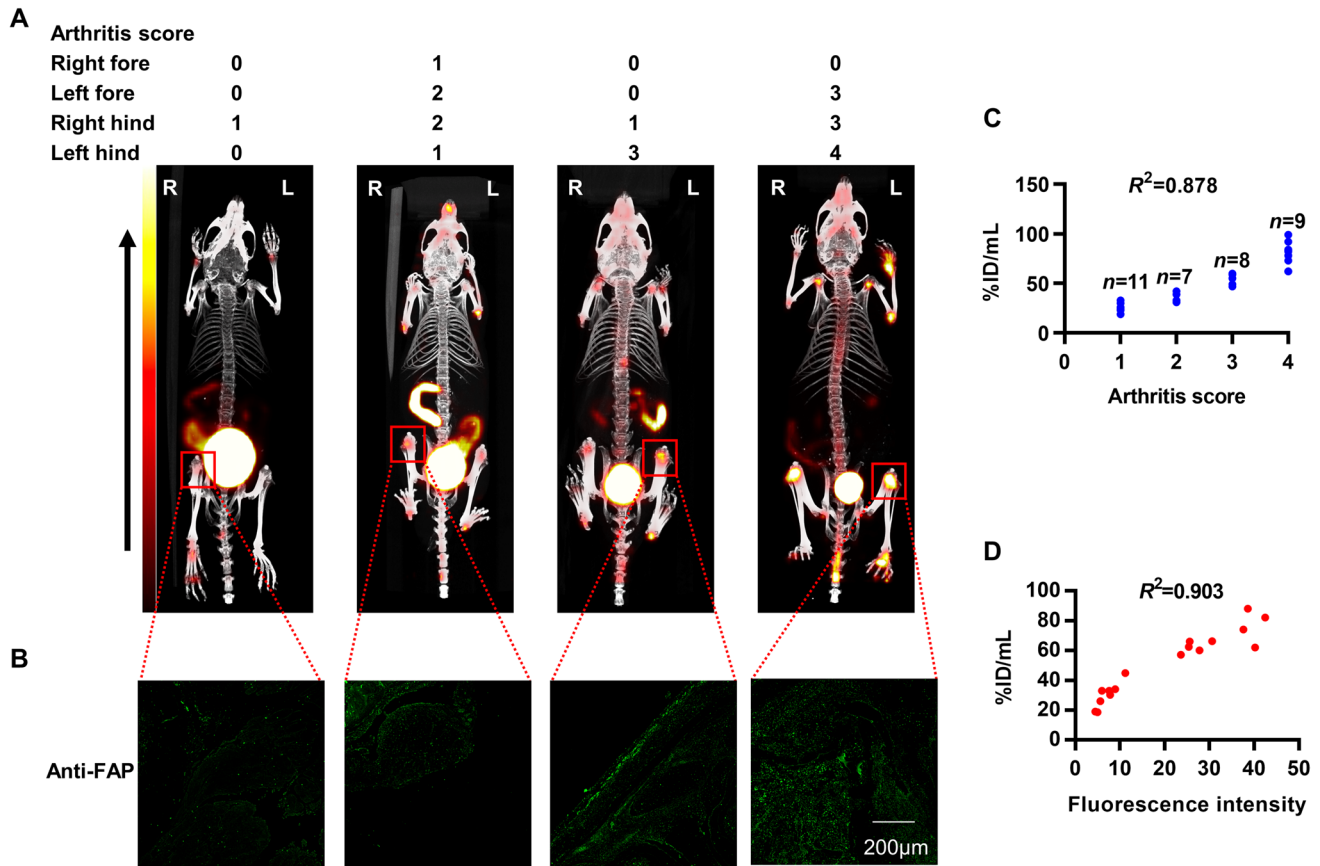 A
Arthritis score
Right fore 0 1 0 0
Left fore 0 2 0 3
Right hind 1 2 1 3
Left hind 0 1 3 4
R L R L R L R L
B
Anti-FAP
200μm
C
R²=0.878
150
100
50
0
%ID/mL
n=11 n=7 n=8 n=9
0 1 2 3 4
Arthritis score
D
R²=0.903
100
80
60
40
20
0
%ID/mL
0 10 20 30 40 50
Fluorescence intensity